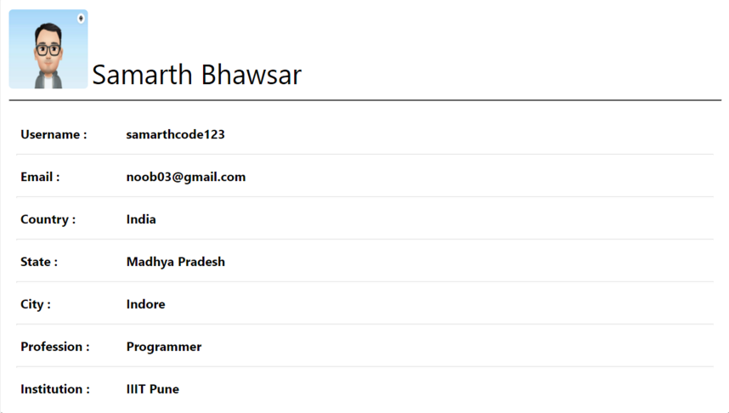 Samarth Bhawsar
Username : samarthcode123
Email : noob03@gmail.com
Country : India
State : Madhya Pradesh
City : Indore
Profession : Programmer
Institution : IIIT Pune